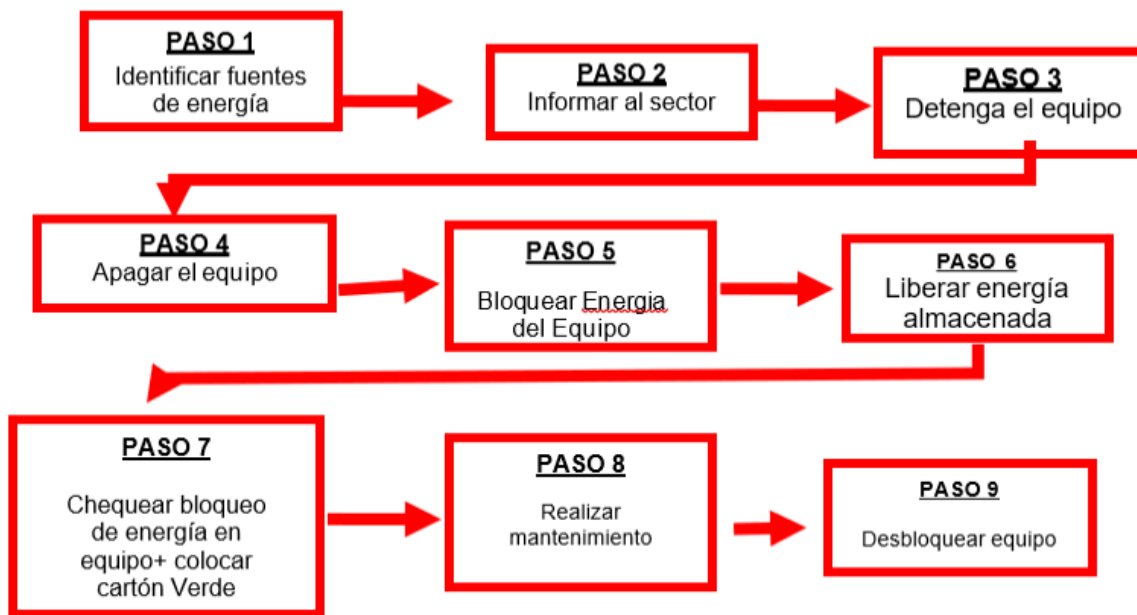 PASO 1
Identificar fuentes
de energía
PASO 2
Informar al sector
PASO 3
Detenga el equipo
PASO 4
Apagar el equipo
PASO 5
Bloquear Energia
del Equipo
PASO 6
Liberar energía
almacenada
PASO 7
Chequear bloqueo
de energía en
equipo+ colocar
cartón Verde
PASO 8
Realizar
mantenimiento
PASO 9
Desbloquear equipo